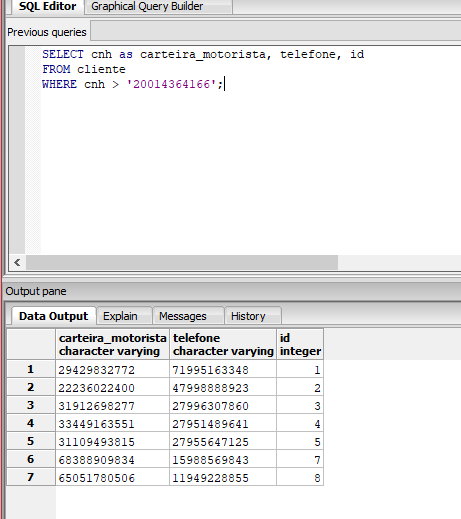 SQL Editor Graphical Query Builder
Previous queries
SELECT cnh as carteira_motorista, telefone, id
FROM cliente
WHERE cnh > '20014364166';
Output pane
Data Output Explain Messages History
carteira_motorista telefone id
character varying character varying integer
1 29429832772 71995163348 1
2 22236022400 47998888923 2
3 31912698277 27996307860 3
4 33449163551 27951489641 4
5 31109493815 27955647125 5
6 68388909834 15988569843 7
7 65051780506 11949228855 8